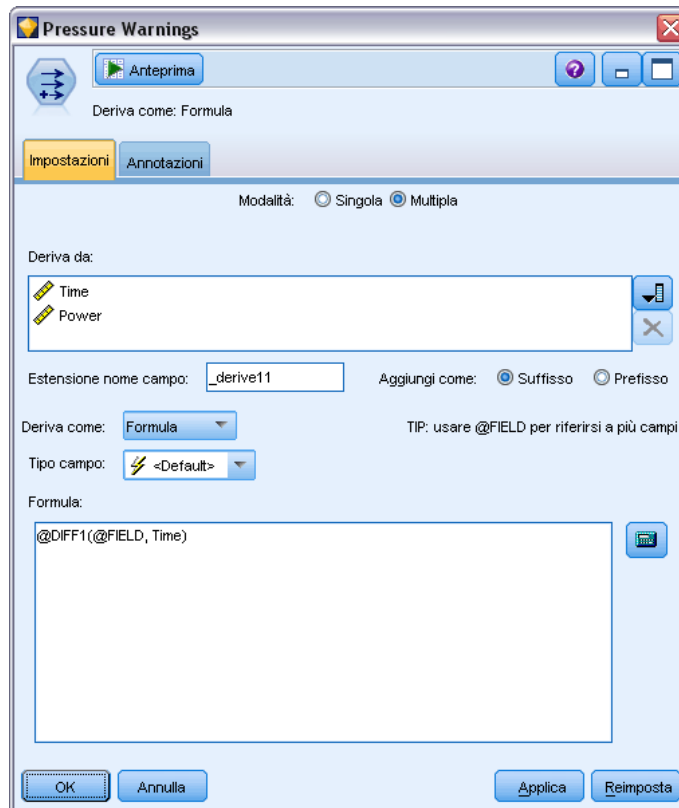 Pressure Warnings
Anteprima
Deriva come: Formula
Impostazioni Annotazioni
Modalità: Singola Multipla
Deriva da:
Time
Power
Estensione nome campo: _derive11 Aggiungi come: Suffisso Prefisso
Deriva come: Formula TIP: usare @FIELD per riferirsi a più campi
Tipo campo: <Default>
Formula:
@DIFF1(@FIELD, Time)
OK Annulla Applica Reimposta